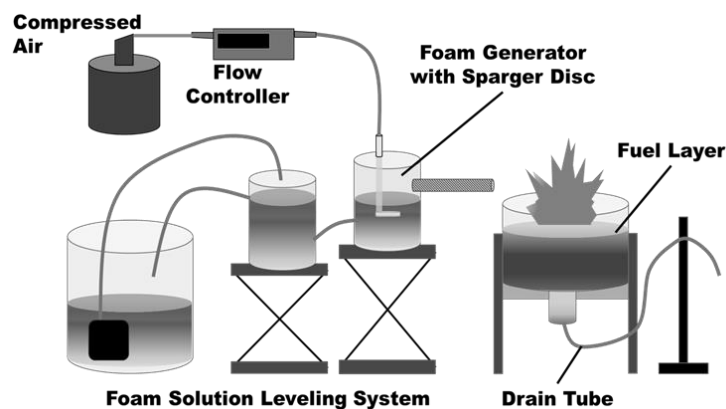 Compressed
Air
Flow
Controller
Foam Generator
with Sparger Disc
Fuel Layer
Foam Solution Leveling System
Drain Tube